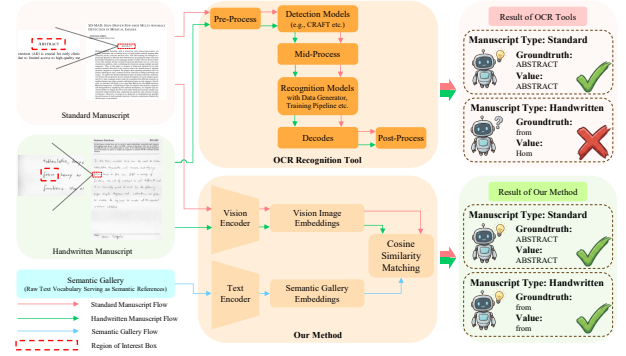 ABSTRACT
Standard Manuscript
Handwritten Manuscript
Semantic Gallery
(Raw Text Vocabulary Serving as Semantic References)
Standard Manuscript Flow
Handwritten Manuscript Flow
Semantic Gallery Flow
Region of Interest Box
Pre-Process
Detection Models
(e.g., CRAFT etc.)
Mid-Process
Recognition Models
with Data Generator,
Training Pipeline etc.
Decodes
Post-Process
OCR Recognition Tool
Vision
Encoder
Vision Image
Embeddings
Text
Encoder
Semantic Gallery
Embeddings
Cosine
Similarity
Matching
Our Method
Result of OCR Tools
Manuscript Type: Standard
Groundtruth:
ABSTRACT
Value:
ABSTRACT
Manuscript Type: Handwritten
Groundtruth:
from
Value:
Hom
Result of Our Method
Manuscript Type: Standard
Groundtruth:
ABSTRACT
Value:
ABSTRACT
Manuscript Type: Handwritten
Groundtruth:
from
Value:
from